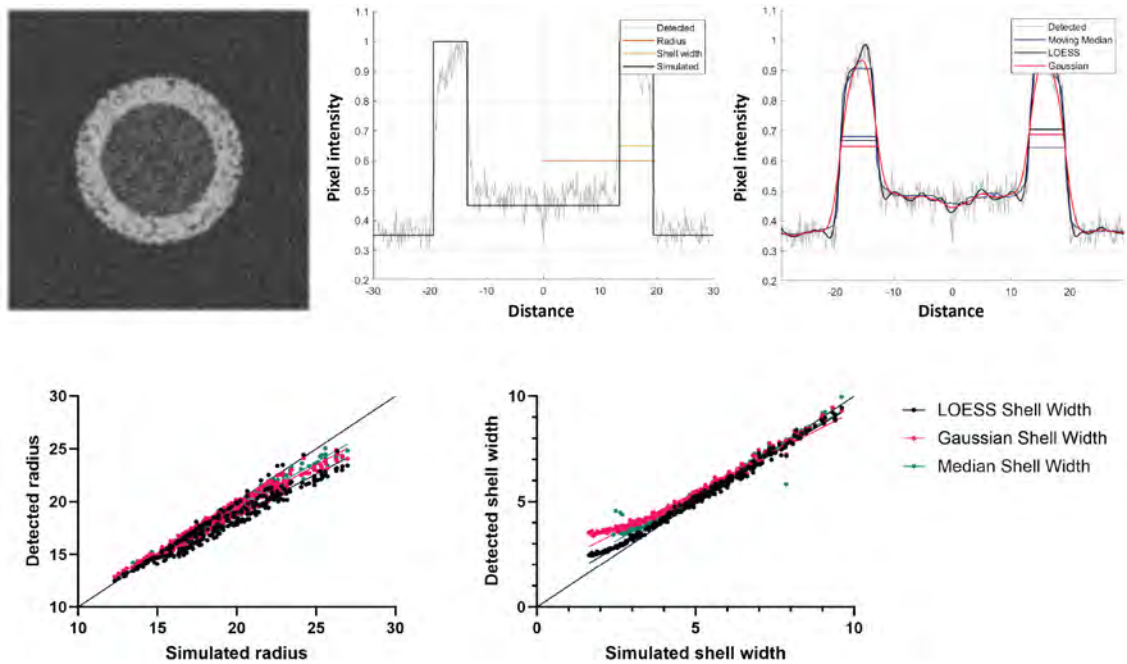 1.1
1
0.9
0.8
0.7
0.6
0.5
0.4
0.3
0.2
Pixel intensity
-30
-20
-10
0
10
20
30
Distance
Detected
Radius
Shell width
Simulated
1.1
1
0.9
0.8
0.7
0.6
0.5
0.4
0.3
0.2
Pixel intensity
-20
0
20
Distance
Detected
Moving Median
LOESS
Gaussian
30
25
20
15
10
Detected radius
10
15
20
25
30
Simulated radius
10
5
0
Detected shell width
0
5
10
Simulated shell width
LOESS Shell Width
Gaussian Shell Width
Median Shell Width